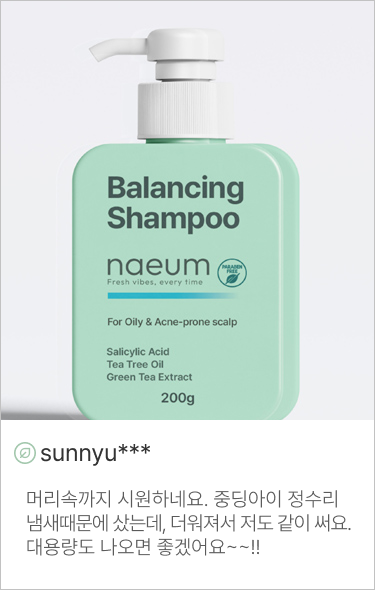 Balancing
Shampoo
naeum
Fresh vibes, every time
PARABEN
FREE
For Oily & Acne-prone scalp
Salicylic Acid
Tea Tree Oil
Green Tea Extract
200g
sunnyu***
머리속까지 시원하네요. 중딩아이 정수리
냄새때문에 샀는데, 더워져서 저도 같이 써요.
대용량도 나오면 좋겠어요~~!!